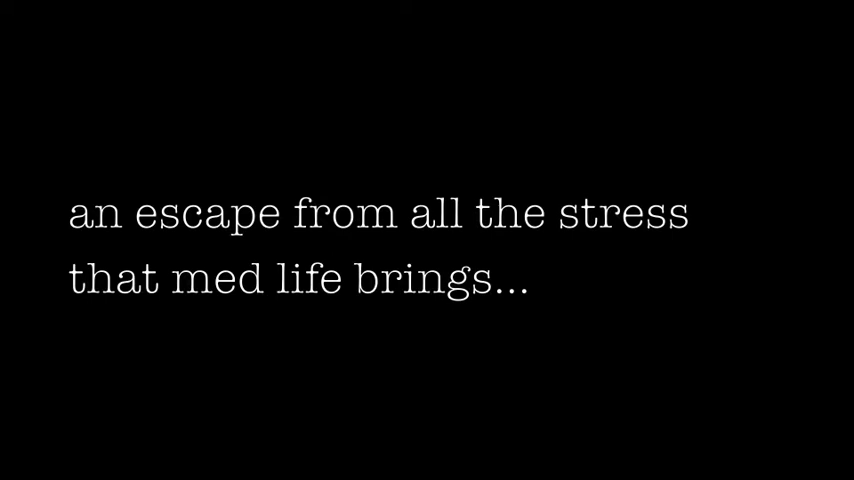 an escape from all the stress
that med life brings...